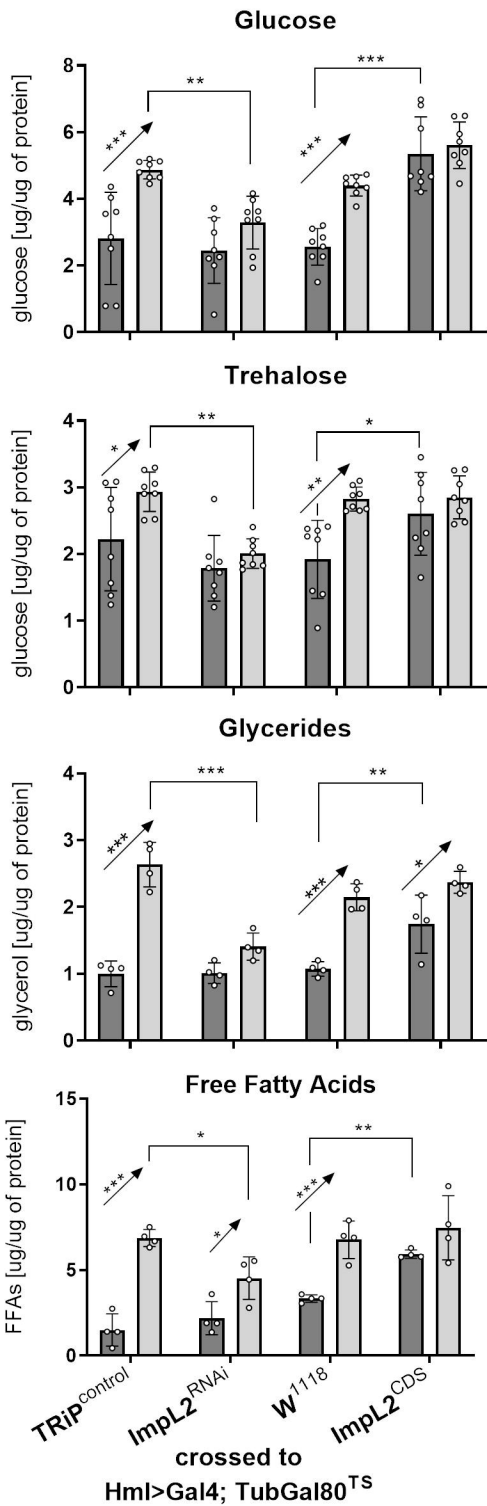 Glucose
glucose [ug/ug of protein]
8
6
4
2
0
***
**
***
***
Trehalose
glucose [ug/ug of protein]
4
3
2
1
0
*
**
**
*
Glycerides
glycerol [ug/ug of protein]
4
3
2
1
0
***
***
***
**
*
Free Fatty Acids
FFAs [ug/ug of protein]
15
10
5
0
***
*
*
***
**
TRiP^control
ImpL2^RNAi
W^1118
ImpL2^CDS
crossed to
Hml>Gal4; TubGal80^TS